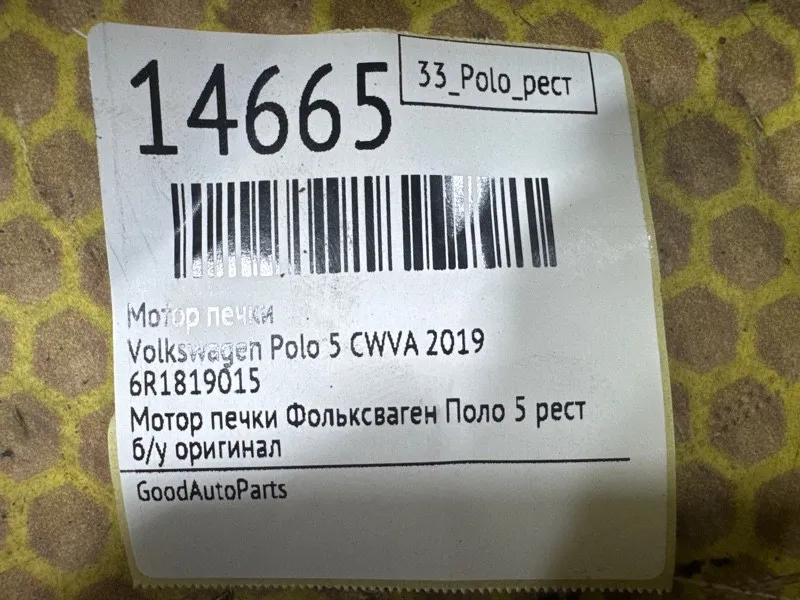 14665
33_Polo_рест
Мотор печки
Volkswagen Polo 5 CWVA 2019
6R1819015
Мотор печки Фольксваген Поло 5 рест
б/у оригинал
GoodAutoParts